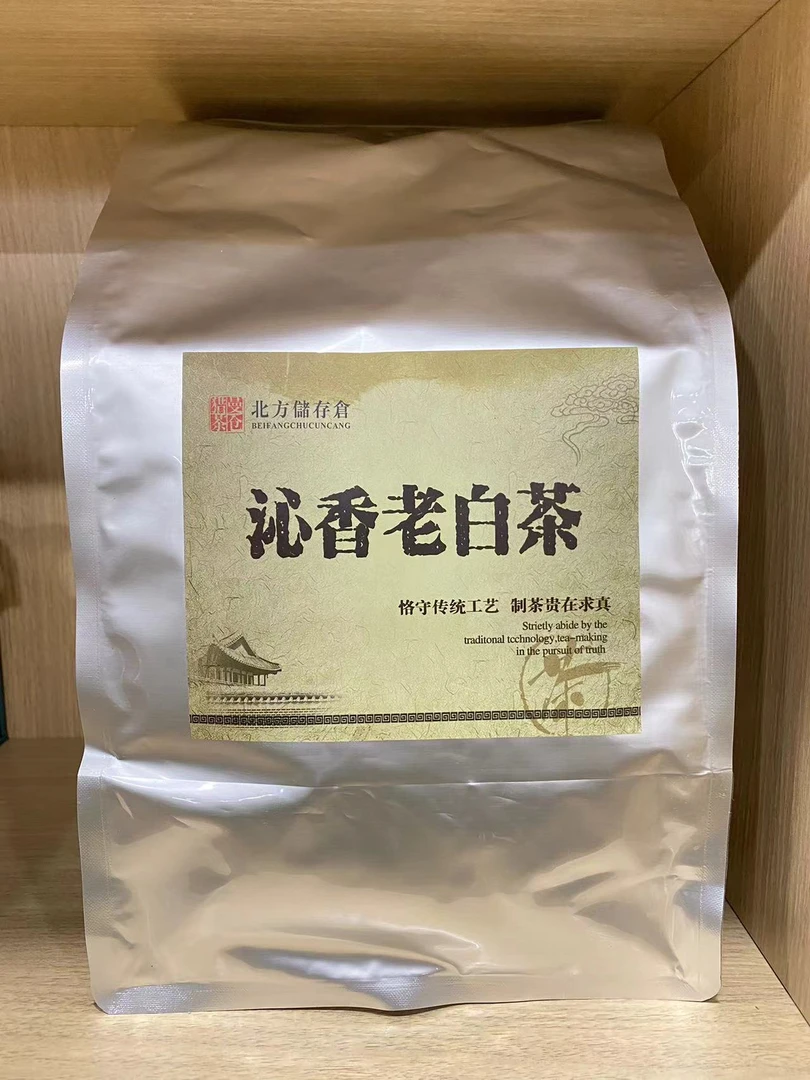 北方儲存倉
BEIFANGCHUCUNCANG
沁香老白茶
恪守传统工艺 制茶贵在求真
Strietly abide by the
traditonal tcchnology,tea-making
in the pursuit of truth
茶